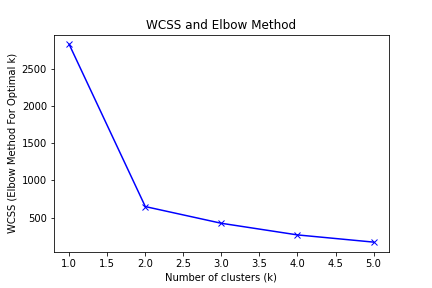 WCSS and Elbow Method
WCSS (Elbow Method For Optimal k)
2500
2000
1500
1000
500
1.0 1.5 2.0 2.5 3.0 3.5 4.0 4.5 5.0
Number of clusters (k)